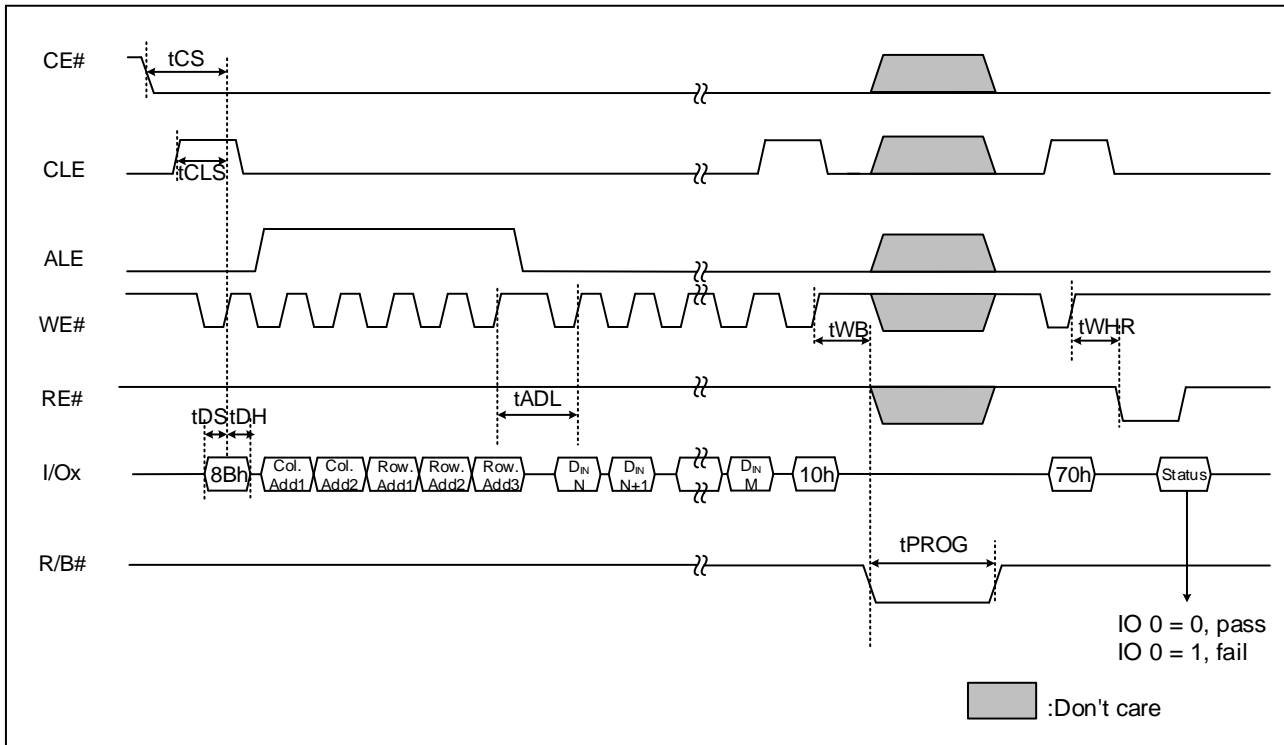 CE#
tCS
CLE
tCLS
ALE
WE#
tWB
tWHR
RE#
tADL
tDS tDH
I/Ox
8Bh
Col. Add1
Col. Add2
Row. Add1
Row. Add2
Row. Add3
DIN N
DIN N+1
DIN M
10h
70h
Status
R/B#
tPROG
IO 0 = 0, pass
IO 0 = 1, fail
:Don't care